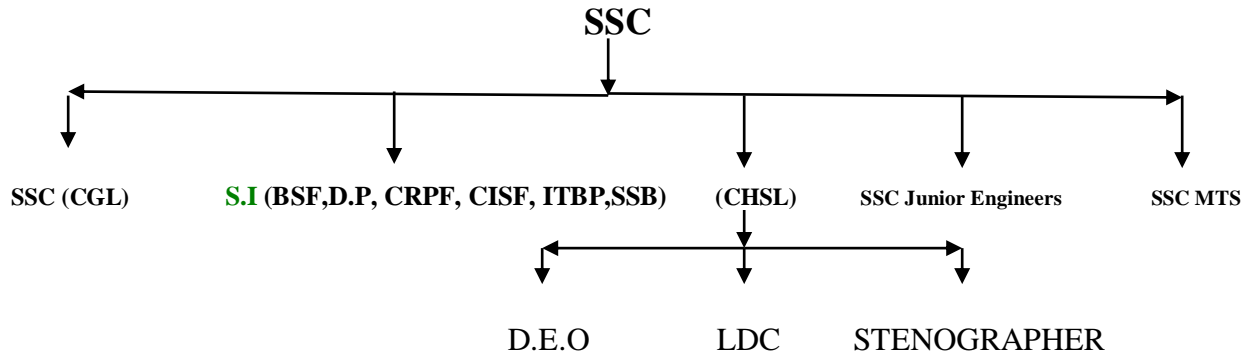 SSC
SSC (CGL) S.I (BSF,D.P, CRPF, CISF, ITBP,SSB) (CHSL) SSC Junior Engineers SSC MTS
D.E.O LDC STENOGRAPHER